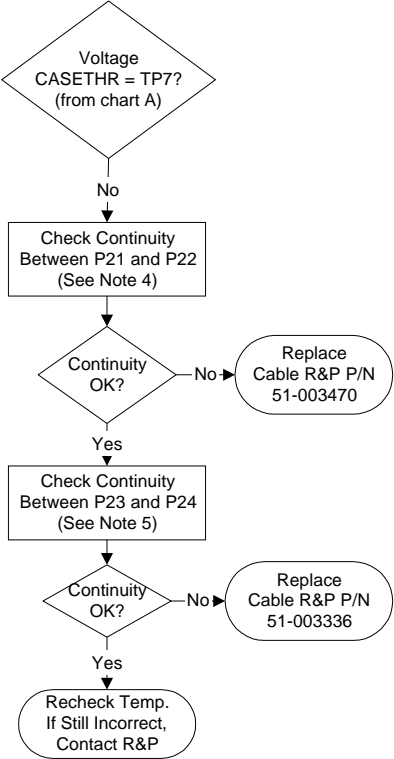 Voltage
CASETHR = TP7?
(from chart A)
No
Check Continuity
Between P21 and P22
(See Note 4)
Continuity
OK?
No
Replace
Cable R&P P/N
51-003470
Yes
Check Continuity
Between P23 and P24
(See Note 5)
Continuity
OK?
No
Replace
Cable R&P P/N
51-003336
Yes
Recheck Temp.
If Still Incorrect,
Contact R&P